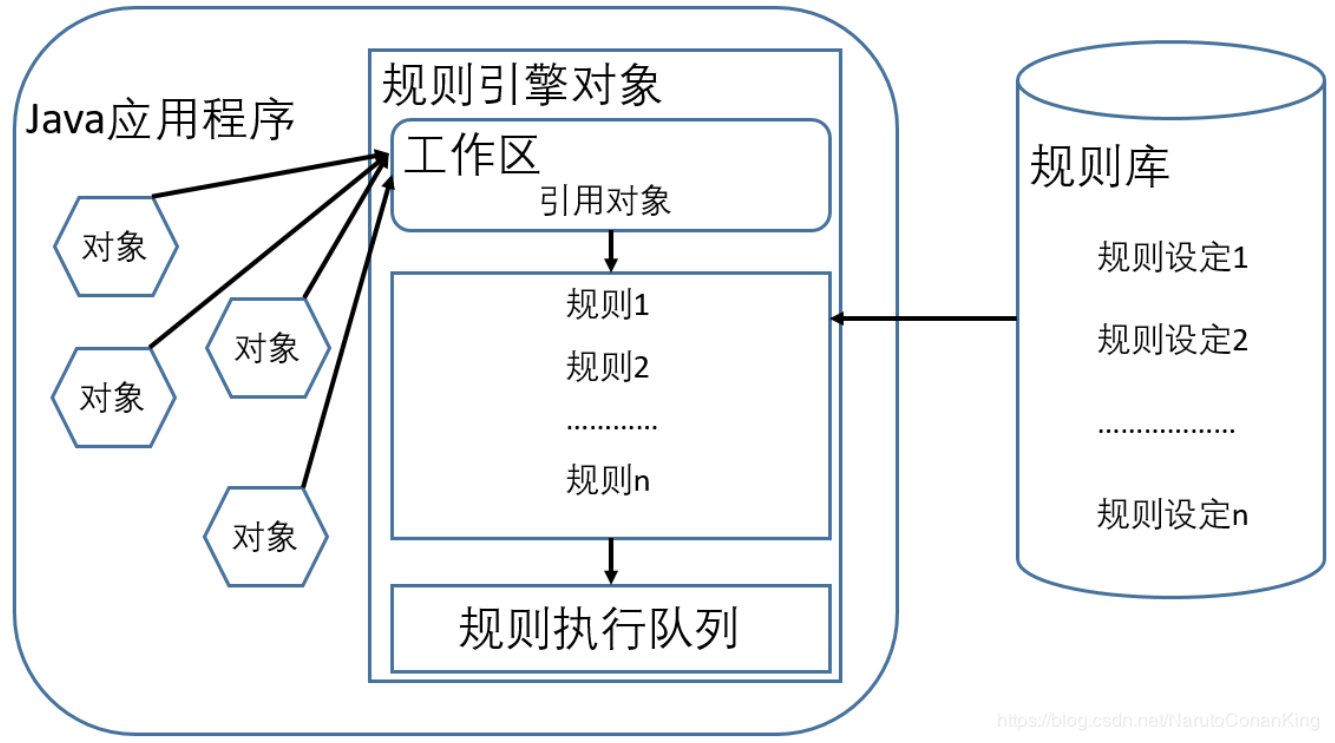 Java应用程序
对象
对象
对象
对象
规则引擎对象
工作区
引用对象
规则1
规则2
…………
规则n
规则执行队列
规则库
规则设定1
规则设定2
………………
规则设定n
https://blog.csdn.net/NarutoConanKing